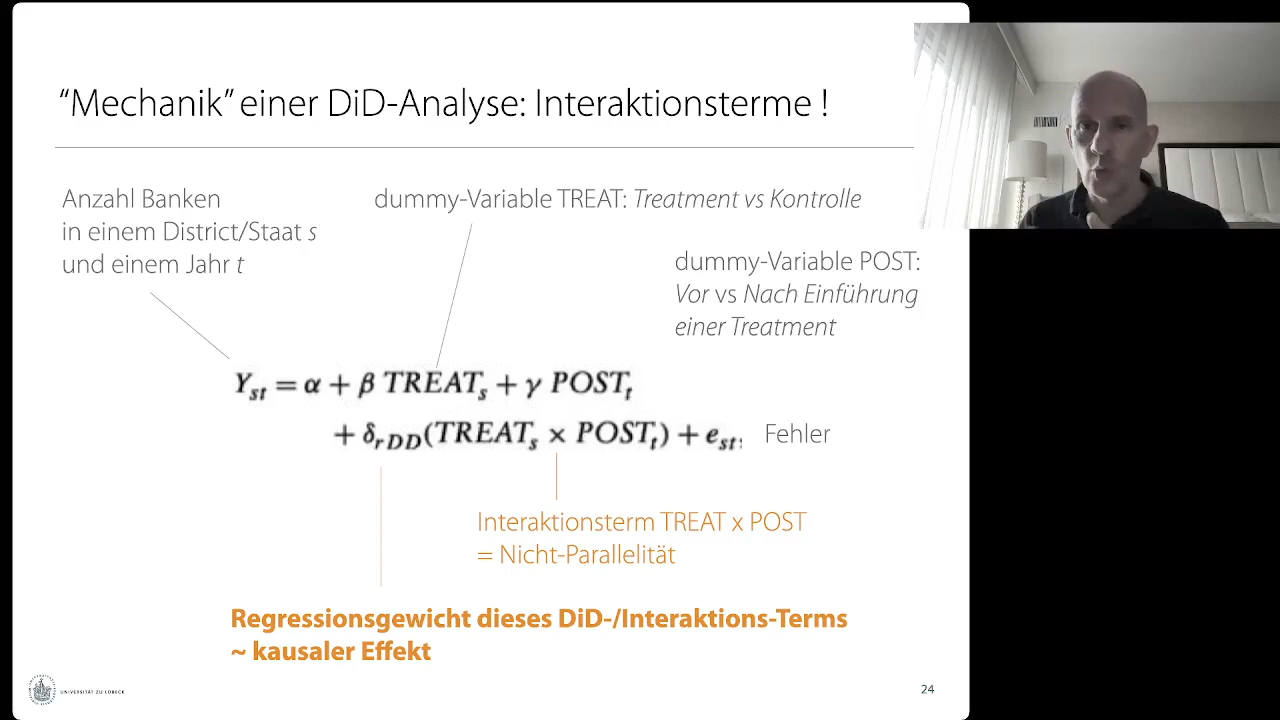 “Mechanik” einer DiD-Analyse: Interaktionsterme !
Anzahl Banken
in einem District/Staat s
und einem Jahr t
dummy-Variable TREAT: Treatment vs Kontrolle
dummy-Variable POST:
Vor vs Nach Einführung
einer Treatment
Yst = α + β TREATs + γ POSTt
+ δrDD(TREATs × POSTt) + est:
Fehler
Interaktionsterm TREAT x POST
= Nicht-Parallelität
Regressionsgewicht dieses DiD-/Interaktions-Terms
~ kausaler Effekt
UNIVERSITÄT ZU LÜBECK
24